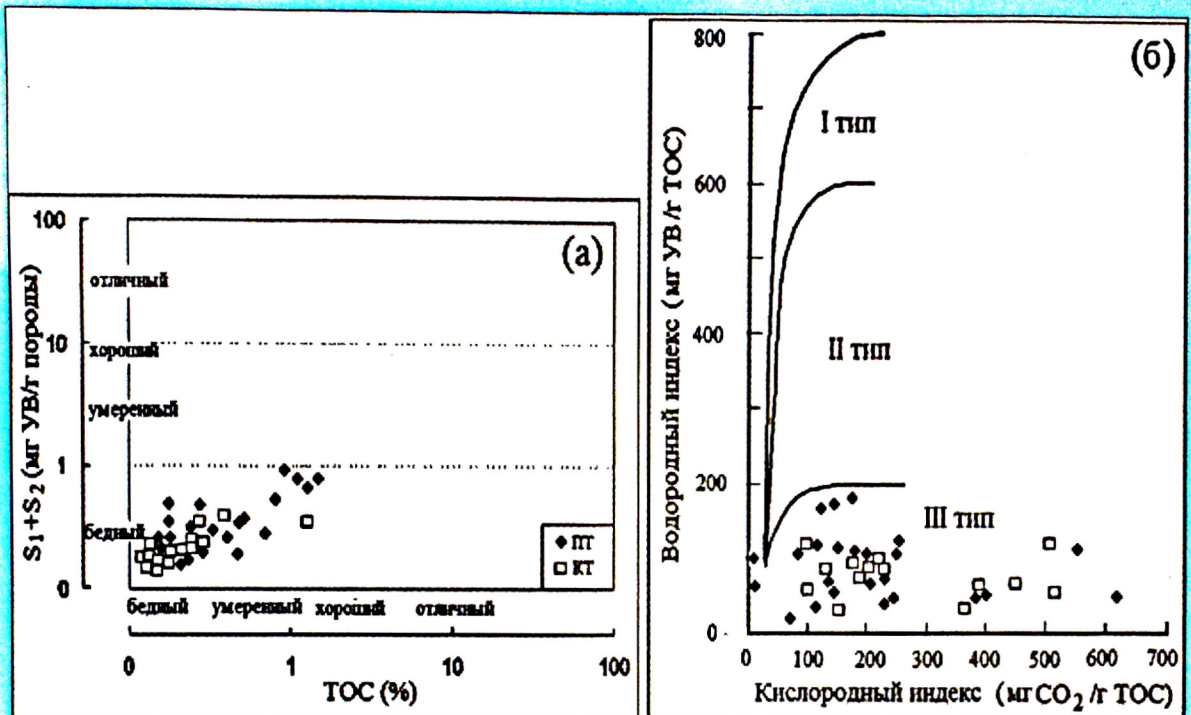 (а)
S₁+S₂ (мг УВ/г породы)
100
10
1
0
отличный
хороший
умеренный
бедный
бедный умеренный хороший отличный
0 1 10 100
TOC (%)
ПТ
КТ
(б)
Водородный индекс (мг УВ/г ТОС)
800
600
400
200
0
I тип
II тип
III тип
0 100 200 300 400 500 600 700
Кислородный индекс (мг CO₂ /г ТОС)